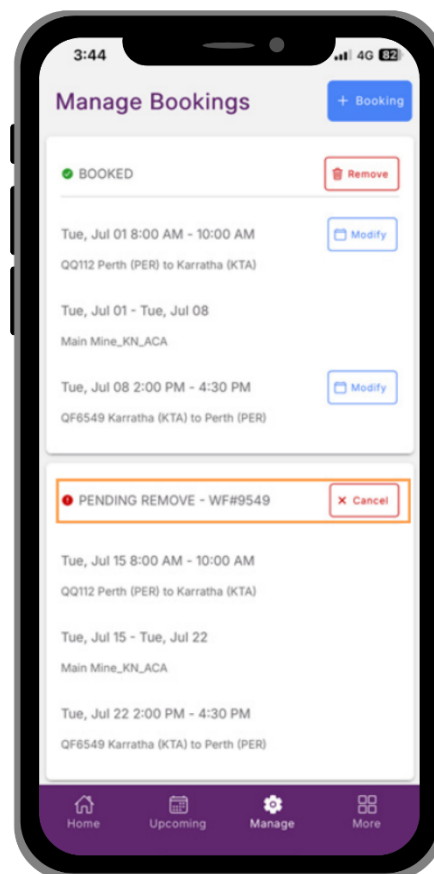 3:44
4G 82
Manage Bookings
+ Booking
BOOKED
Remove
Tue, Jul 01 8:00 AM - 10:00 AM
Modify
QQ112 Perth (PER) to Karratha (KTA)
Tue, Jul 01 - Tue, Jul 08
Main Mine_KN_ACA
Tue, Jul 08 2:00 PM - 4:30 PM
Modify
QF6549 Karratha (KTA) to Perth (PER)
PENDING REMOVE - WF#9549
× Cancel
Tue, Jul 15 8:00 AM - 10:00 AM
QQ112 Perth (PER) to Karratha (KTA)
Tue, Jul 15 - Tue, Jul 22
Main Mine_KN_ACA
Tue, Jul 22 2:00 PM - 4:30 PM
QF6549 Karratha (KTA) to Perth (PER)
Home
Upcoming
Manage
More